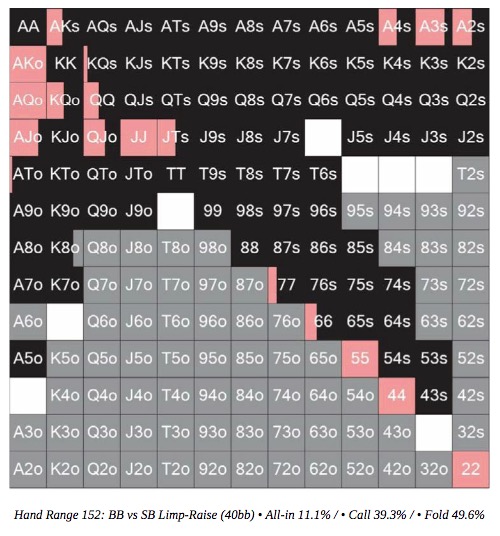 AA AKs AQs AJs ATs A9s A8s A7s A6s A5s A4s A3s A2s
AKo KK KQs KJs KTs K9s K8s K7s K6s K5s K4s K3s K2s
AQo KQo QQ QJs QTs Q9s Q8s Q7s Q6s Q5s Q4s Q3s Q2s
AJo KJo QJo JJ JTs J9s J8s J7s J5s J4s J3s J2s
ATo KTo QTo JTo TT T9s T8s T7s T6s T2s
A9o K9o Q9o J9o 99 98s 97s 96s 95s 94s 93s 92s
A8o K8o Q8o J8o T8o 98o 88 87s 86s 85s 84s 83s 82s
A7o K7o Q7o J7o T7o 97o 87o 77 76s 75s 74s 73s 72s
A6o Q6o J6o T6o 96o 86o 76o 66 65s 64s 63s 62s
A5o K5o Q5o J5o T5o 95o 85o 75o 65o 55 54s 53s 52s
K4o Q4o J4o T4o 94o 84o 74o 64o 54o 44 43s 42s
A3o K3o Q3o J3o T3o 93o 83o 73o 63o 53o 43o 32s
A2o K2o Q2o J2o T2o 92o 82o 72o 62o 52o 42o 32o 22
Hand Range 152: BB vs SB Limp-Raise (40bb) • All-in 11.1% / • Call 39.3% / • Fold 49.6%